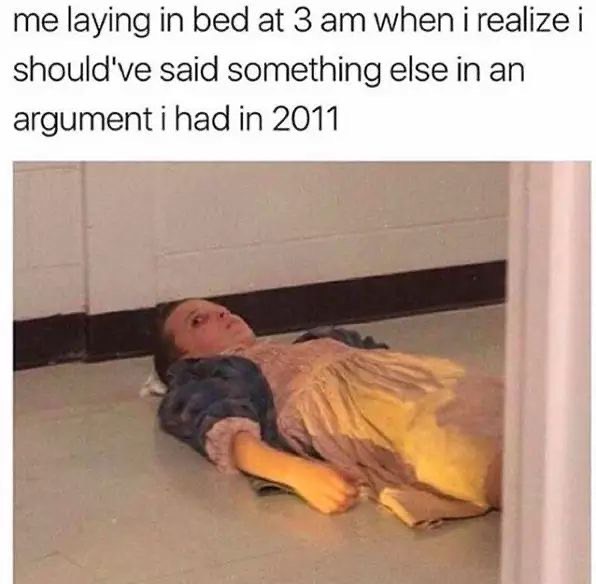 me laying in bed at 3 am when i realize i
should've said something else in an
argument i had in 2011